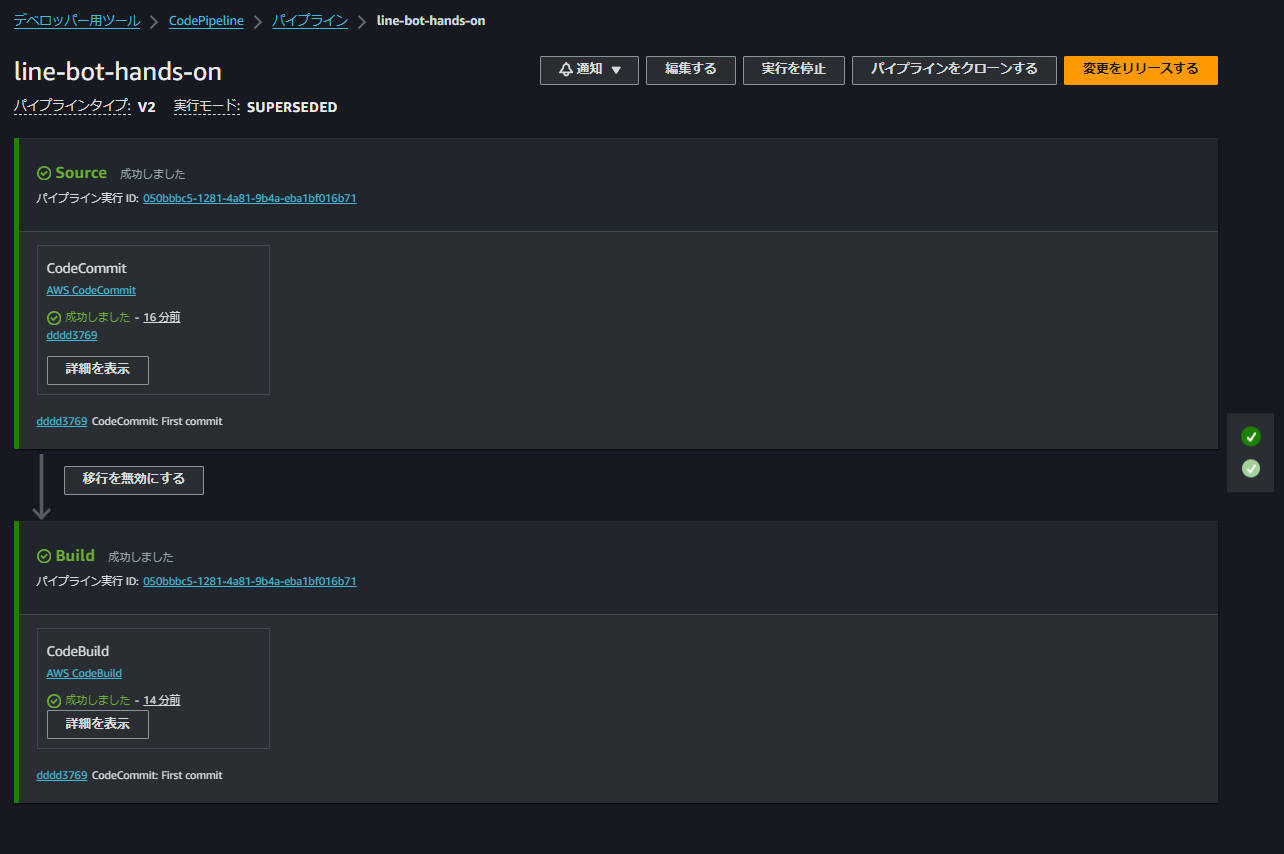 デベロッパー用ツール > CodePipeline > パイプライン > line-bot-hands-on
line-bot-hands-on
通知 ▼ 編集する 実行を停止 パイプラインをクローンする 変更をリリースする
パイプラインタイプ: V2 実行モード: SUPERSEDED
Source 成功しました
パイプライン実行 ID: 050bbbc5-1281-4a81-9b4a-eba1bf016b71
CodeCommit
AWS CodeCommit
成功しました - 16 分前
dddd3769
詳細を表示
dddd3769 CodeCommit: First commit
移行を無効にする
Build 成功しました
パイプライン実行 ID: 050bbbc5-1281-4a81-9b4a-eba1bf016b71
CodeBuild
AWS CodeBuild
成功しました - 14 分前
詳細を表示
dddd3769 CodeCommit: First commit